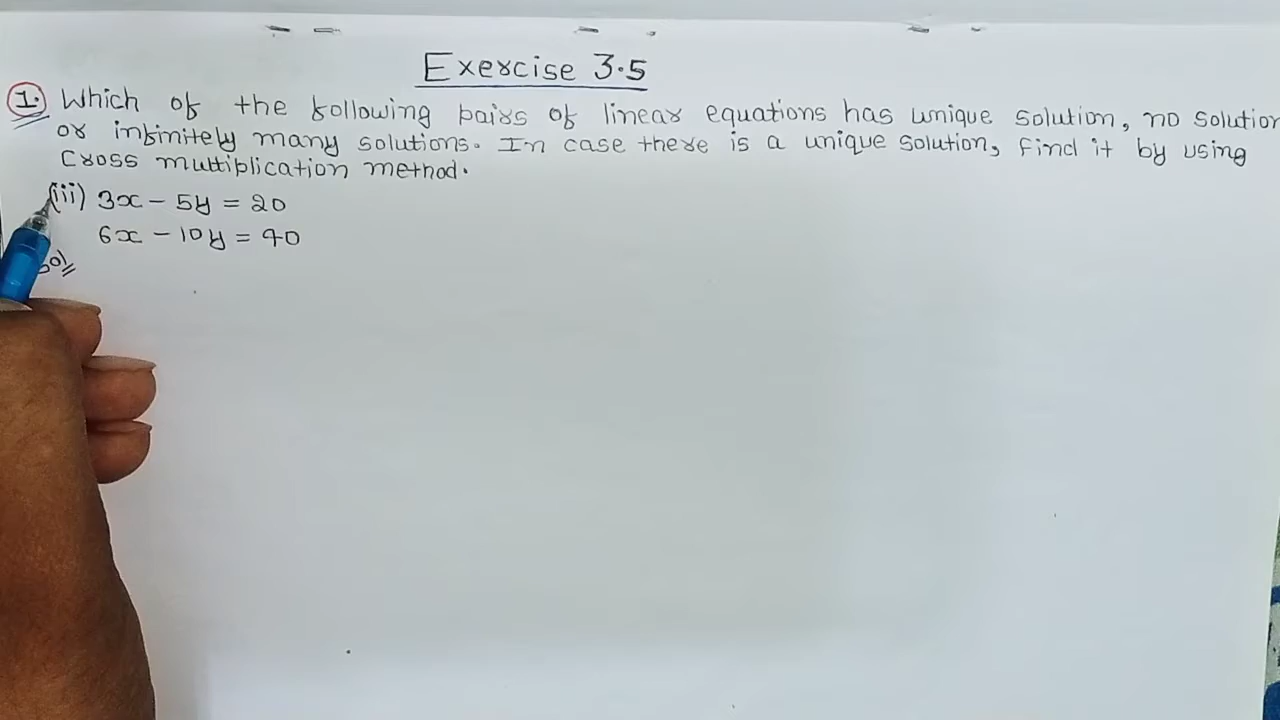 Exercise 3.5
1. Which of the following pairs of linear equations has unique solution, no solution
or infinitely many solutions. In case there is a unique solution, find it by using
Cross multiplication method.
(iii) 3x - 5y = 20
6x - 10y = 40
Sol